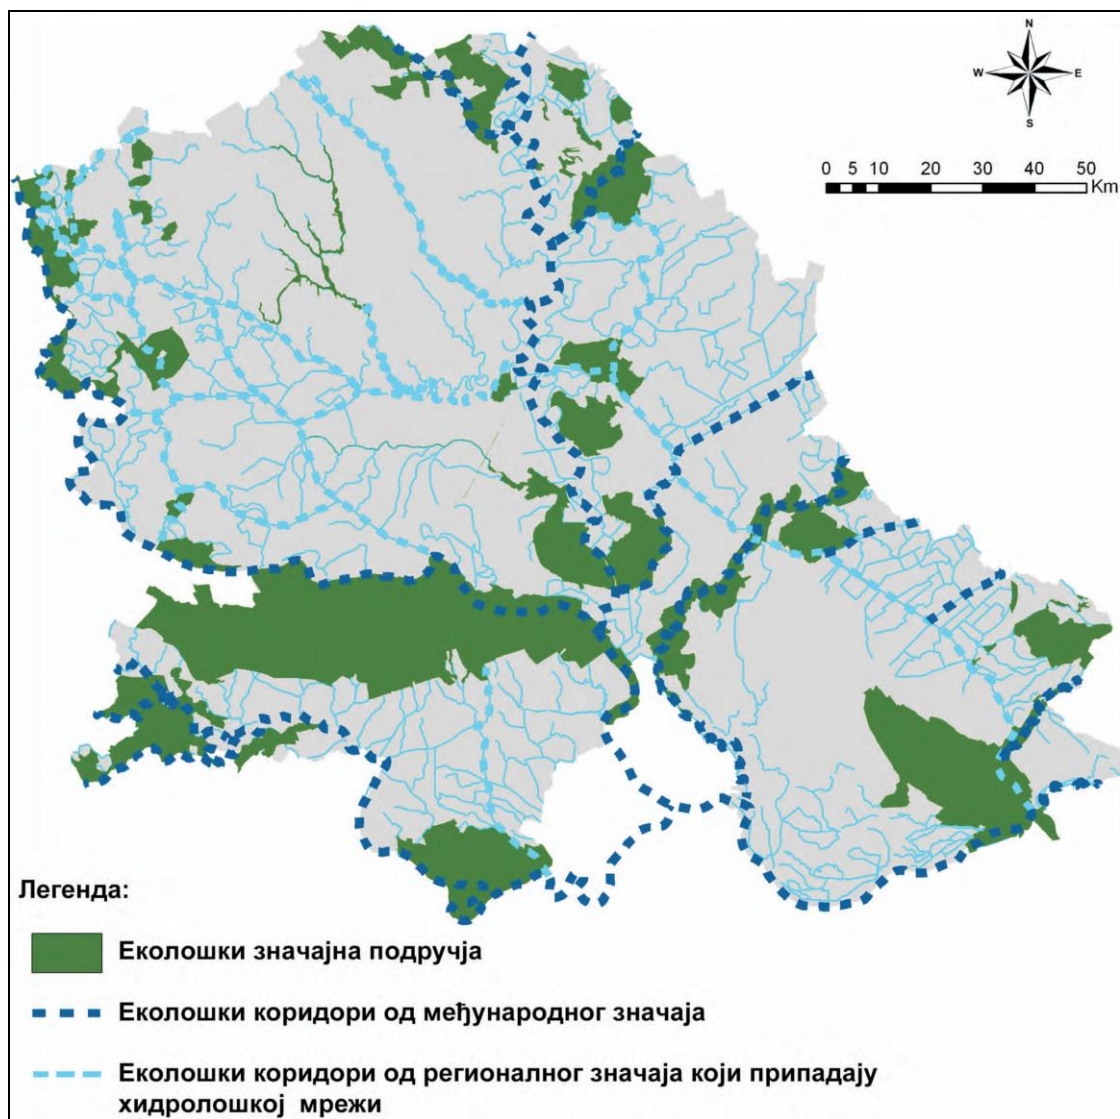 N
W E
S
0 5 10 20 30 40 50
Km
Легенда:
Еколошки значајна подручја
Еколошки коридори од међународног значаја
Еколошки коридори од регионалног значаја који припадају
хидролошкој мрежи